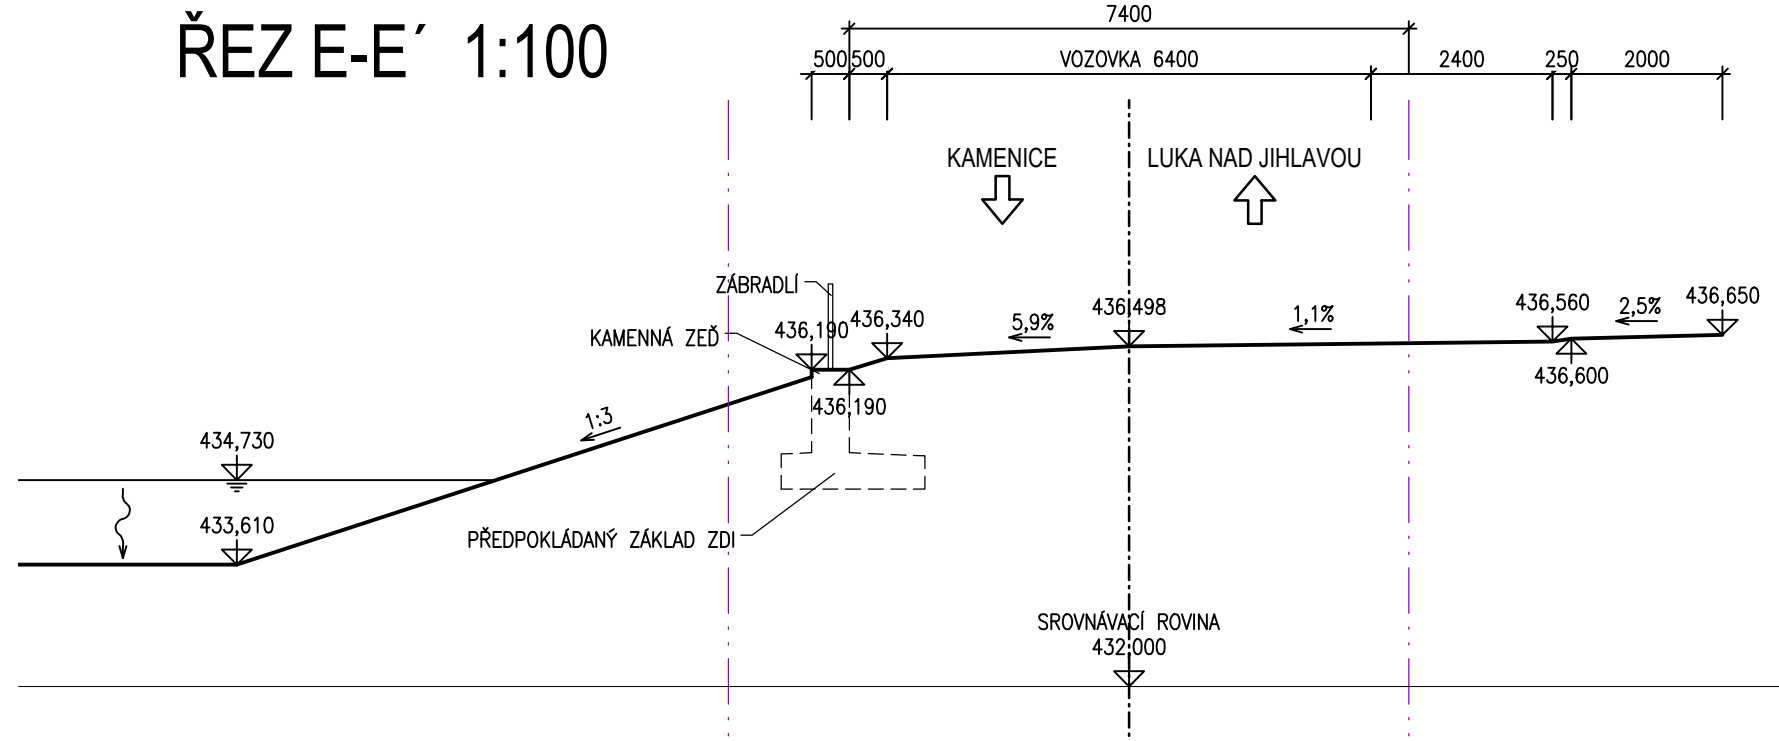 ŘEZ E-E´ 1:100
7400
500 500 VOZOVKA 6400 2400 250 2000
KAMENICE LUKA NAD JIHLAVOU
ZÁBRADLÍ
KAMENNÁ ZEĎ
436,190
436,340
5,9%
436,498
1,1%
436,560
2,5%
436,650
436,600
436,190
1:3
434,730
433,610
PŘEDPOKLÁDANÝ ZÁKLAD ZDI
SROVNÁVACÍ ROVINA
432,000